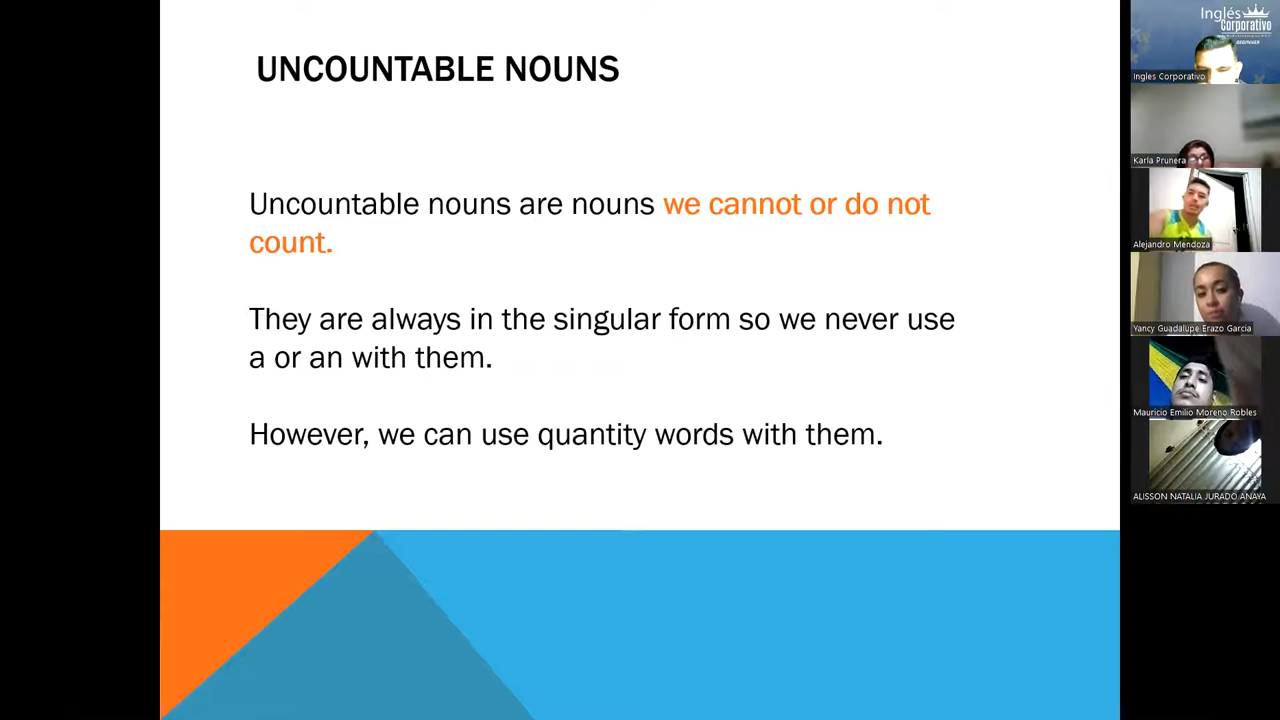 UNCOUNTABLE NOUNS
Uncountable nouns are nouns we cannot or do not
count.
They are always in the singular form so we never use
a or an with them.
However, we can use quantity words with them.
Inglés
Corporativo
BEGINNER
Ingles Corporativo
Karla Prunera
Alejandro Mendoza
Yancy Guadalupe Erazo Garcia
Mauricio Emilio Moreno Robles
ALISSON NATALIA JURADO ANAYA